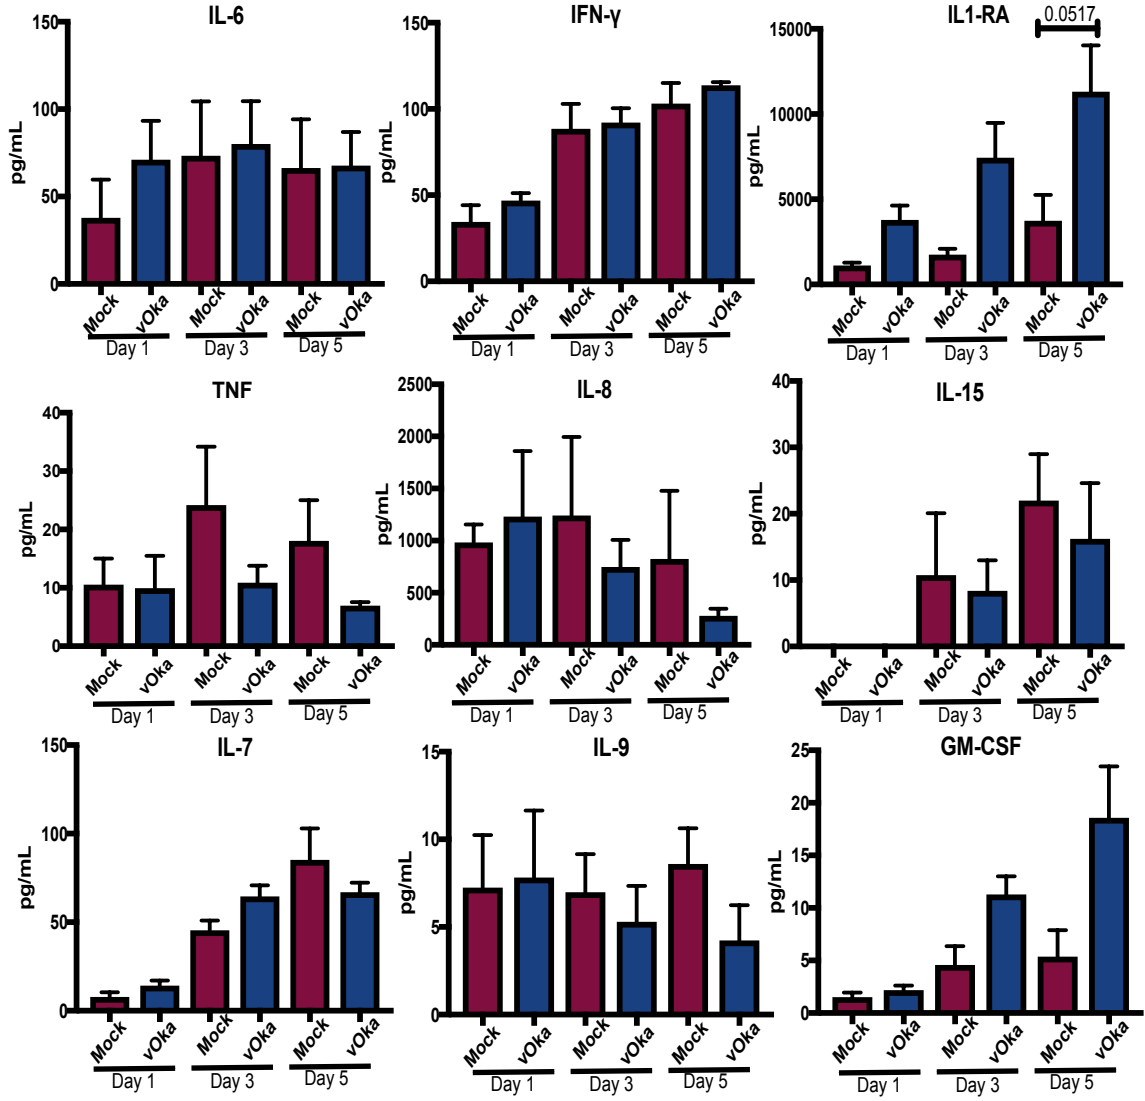 IL-6
150
100
50
0
pg/mL
Mock
vOka
Mock
vOka
Mock
vOka
Day 1
Day 3
Day 5
IFN-γ
150
100
50
0
pg/mL
Mock
vOka
Mock
vOka
Mock
vOka
Day 1
Day 3
Day 5
IL1-RA
0.0517
15000
10000
5000
0
pg/mL
Mock
vOka
Mock
vOka
Mock
vOka
Day 1
Day 3
Day 5
TNF
40
30
20
10
0
pg/mL
Mock
vOka
Mock
vOka
Mock
vOka
Day 1
Day 3
Day 5
IL-8
2500
2000
1500
1000
500
0
pg/mL
Mock
vOka
Mock
vOka
Mock
vOka
Day 1
Day 3
Day 5
IL-15
40
30
20
10
0
pg/mL
Mock
vOka
Mock
vOka
Mock
vOka
Day 1
Day 3
Day 5
IL-7
150
100
50
0
pg/mL
Mock
vOka
Mock
vOka
Mock
vOka
Day 1
Day 3
Day 5
IL-9
15
10
5
0
pg/mL
Mock
vOka
Mock
vOka
Mock
vOka
Day 1
Day 3
Day 5
GM-CSF
25
20
15
10
5
0
pg/mL
Mock
vOka
Mock
vOka
Mock
vOka
Day 1
Day 3
Day 5